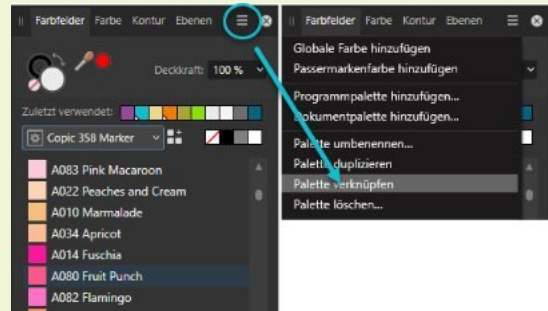 Farbfelder Farbe Kontur Ebenen
Deckkraft: 100 %
Zuletzt verwendet:
Copic 358 Marker
A083 Pink Macaroon
A022 Peaches and Cream
A010 Marmalade
A034 Apricot
A014 Fuschia
A080 Fruit Punch
A082 Flamingo
Farbfelder Farbe Kontur Ebenen
Globale Farbe hinzufügen
Passermarkenfarbe hinzufügen
Programmpalette hinzufügen...
Dokumentpalette hinzufügen...
Palette umbenennen...
Palette duplizieren
Palette verknüpfen
Palette löschen...